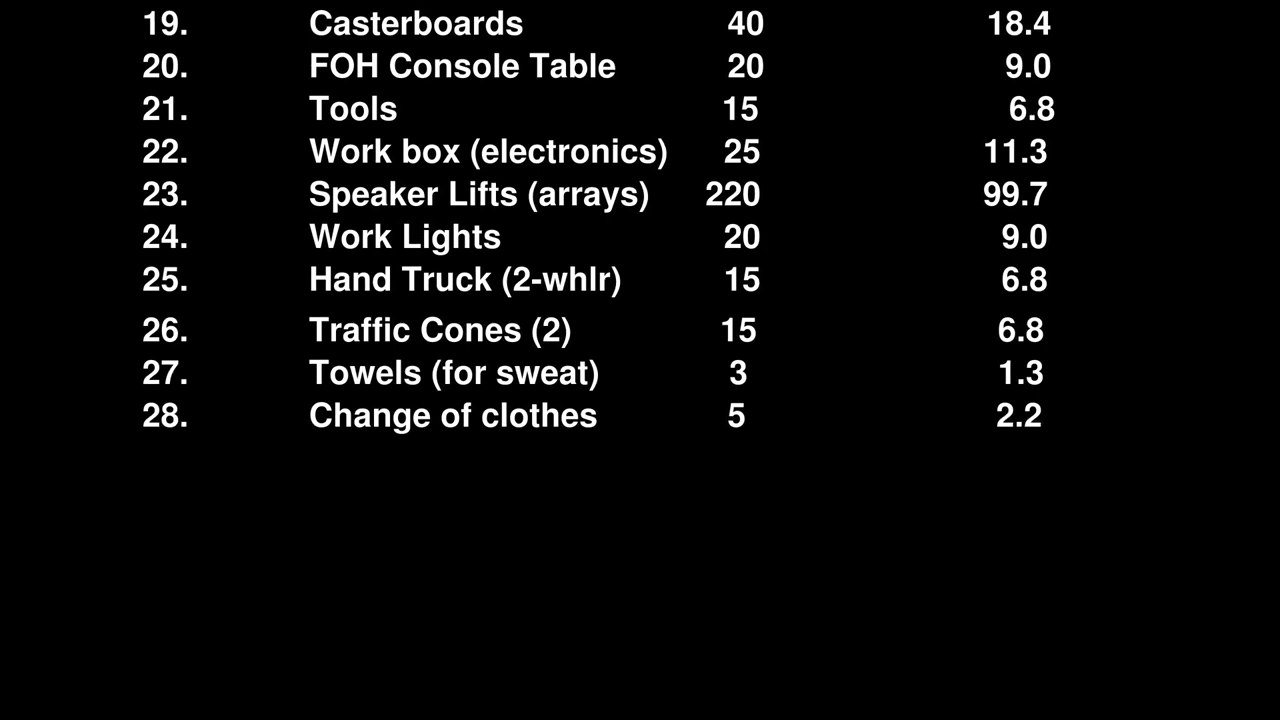 19. Casterboards 40 18.4
20. FOH Console Table 20 9.0
21. Tools 15 6.8
22. Work box (electronics) 25 11.3
23. Speaker Lifts (arrays) 220 99.7
24. Work Lights 20 9.0
25. Hand Truck (2-whlr) 15 6.8
26. Traffic Cones (2) 15 6.8
27. Towels (for sweat) 3 1.3
28. Change of clothes 5 2.2